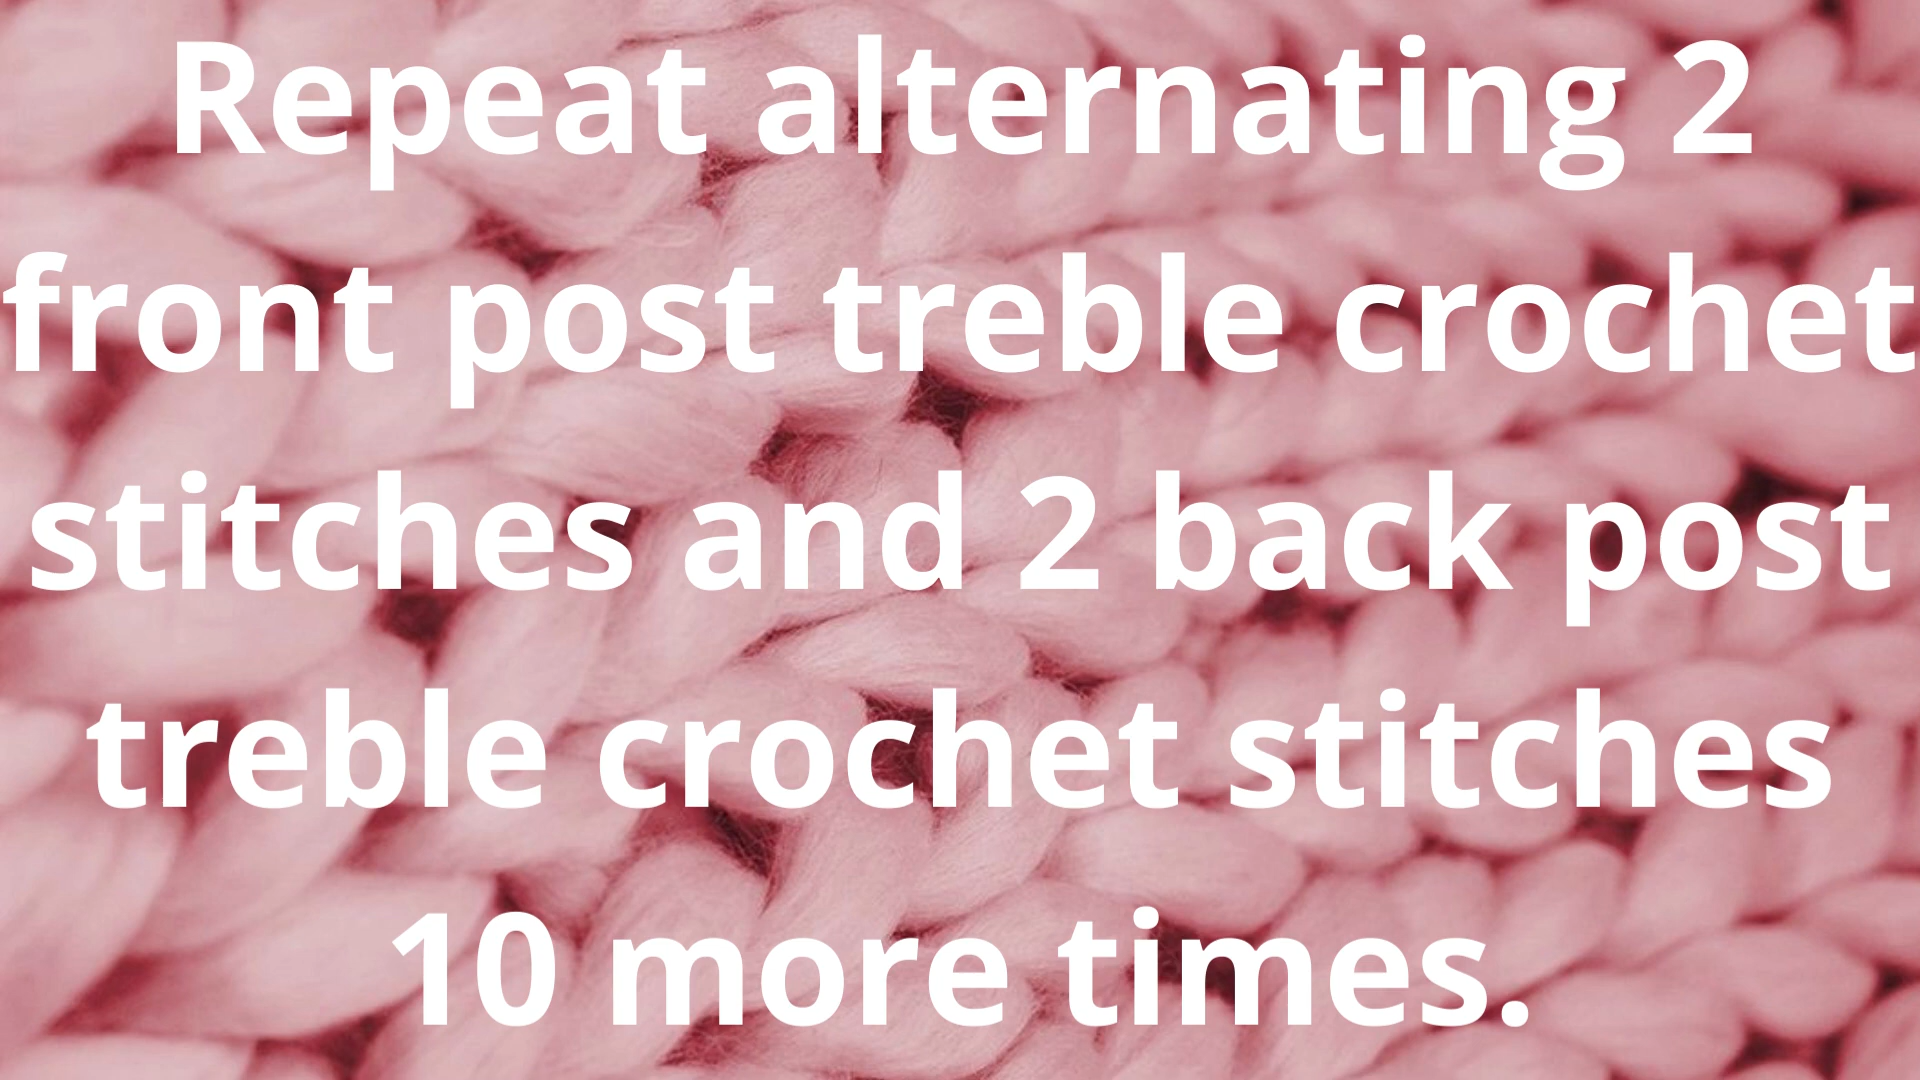 Repeat alternating 2
front post treble crochet
stitches and 2 back post
treble crochet stitches
10 more times.